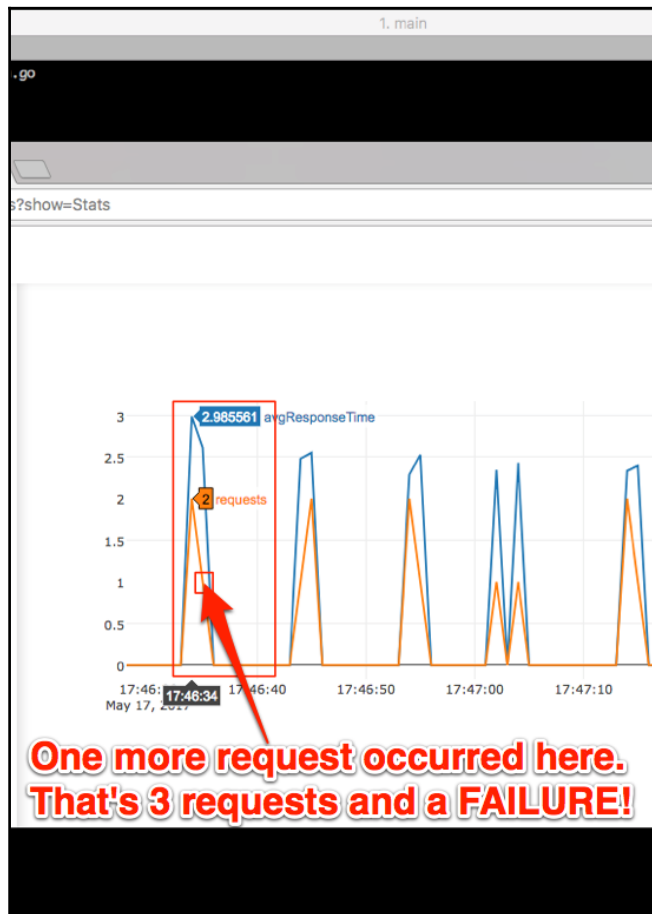 1. main
.go
s?show=Stats
3
2.985561 avgResponseTime
2.5
2
2 requests
1.5
1
0.5
0
17:46: 17:46:34 17:46:40 17:46:50 17:47:00 17:47:10
May 17, 2017
One more request occurred here.
That's 3 requests and a FAILURE!